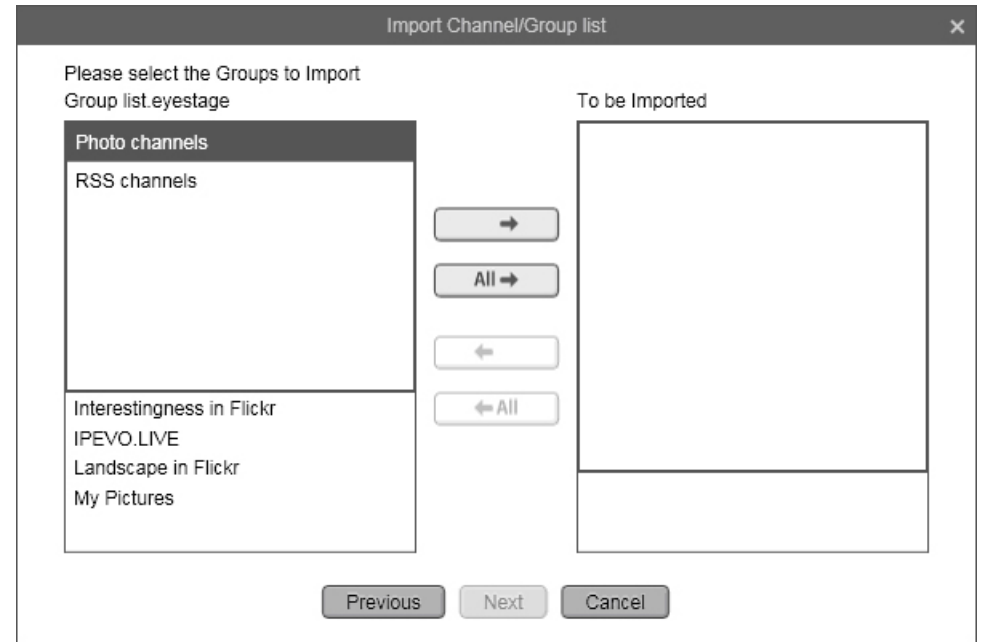 Import Channel/Group list
Please select the Groups to Import
Group list.eyestage
To be Imported
Photo channels
RSS channels
All
All
Interestingness in Flickr
IPEVO.LIVE
Landscape in Flickr
My Pictures
Previous
Next
Cancel